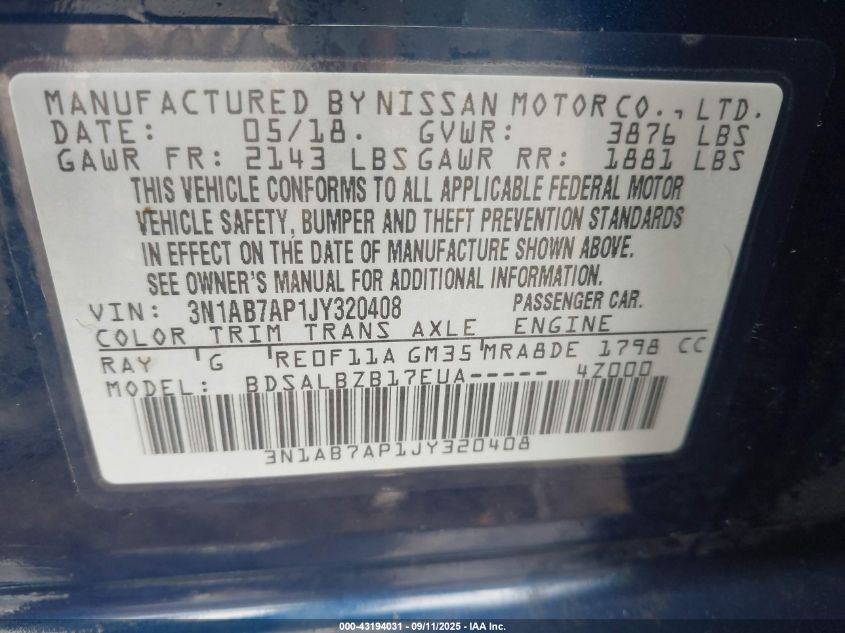 MANUFACTURED BY NISSAN MOTOR CO., LTD.
DATE: 05/18. GVWR: 3876 LBS
GAWR FR: 2143 LBS GAWR RR: 1881 LBS
THIS VEHICLE CONFORMS TO ALL APPLICABLE FEDERAL MOTOR
VEHICLE SAFETY, BUMPER AND THEFT PREVENTION STANDARDS
IN EFFECT ON THE DATE OF MANUFACTURE SHOWN ABOVE.
SEE OWNER'S MANUAL FOR ADDITIONAL INFORMATION.
VIN: 3N1AB7AP1JY320408 PASSENGER CAR.
COLOR TRIM TRANS AXLE ENGINE
RAY G RE0F11A GM35 MRA8DE 1798 CC
MODEL: BDSALBZB17EUA----- 4Z000
3N1AB7AP1JY320408
000-43194031 - 09/11/2025 - IAA Inc.